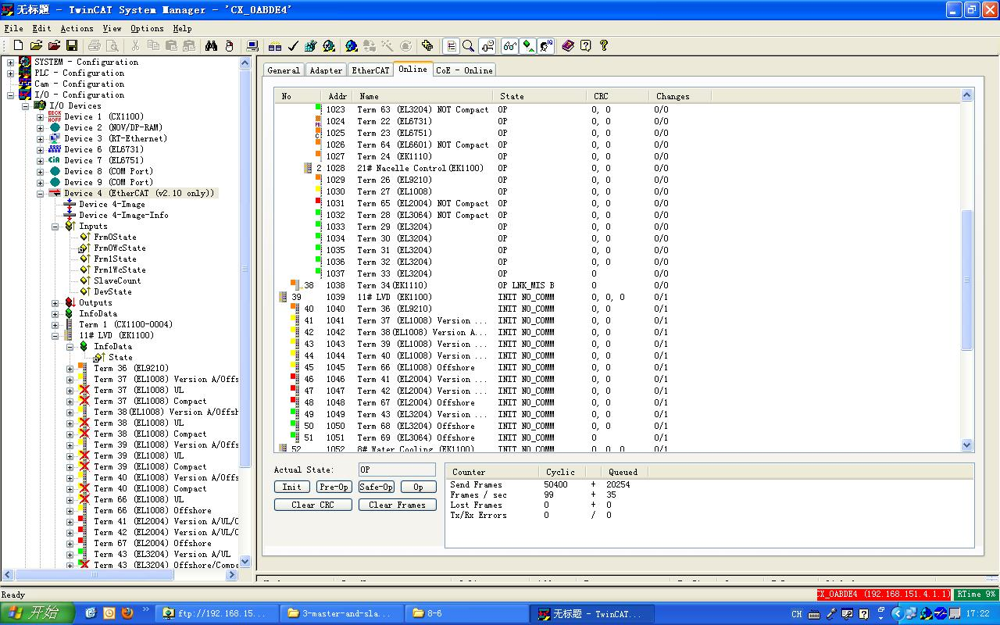 无标题 - TwinCAT System Manager - 'CX_0ABDE4'
File Edit Actions View Options Help
SYSTEM - Configuration
PLC - Configuration
Cam - Configuration
I/O - Configuration
I/O Devices
Device 1 (CX1100)
Device 2 (NOV/DP-RAM)
Device 3 (RT-Ethernet)
Device 6 (EL6731)
Device 7 (EL6751)
Device 8 (COM Port)
Device 9 (COM Port)
Device 4 (EtherCAT (v2.10 only))
Device 4-Image
Device 4-Image-Info
Inputs
Frm0State
Frm0WcState
Frm1State
Frm1WcState
SlaveCount
DevState
Outputs
InfoData
Term 1 (CX1100-0004)
11# LVD (EK1100)
InfoData
State
Term 36 (EL9210)
Term 37 (EL1008) Version A/Offs
Term 37 (EL1008) UL
Term 37 (EL1008) Compact
Term 38(EL1008) Version A/Offsh
Term 38 (EL1008) UL
Term 38 (EL1008) Compact
Term 39 (EL1008) Version A/Offs
Term 39 (EL1008) UL
Term 39 (EL1008) Compact
Term 40 (EL1008) Version A/Offs
Term 40 (EL1008) Compact
Term 66 (EL1008) UL
Term 66 (EL1008) Offshore
Term 41 (EL2004) Version A/UL/O
Term 42 (EL2004) Version A/UL/O
Term 67 (EL2004) Offshore
Term 43 (EL3204) Version A/UL
Term 43 (EL3204) Offshore/Compa
General Adapter EtherCAT Online CoE - Online
No Addr Name State CRC Changes
1023 Term 63 (EL3204) NOT Compact OP 0, 0 0/0
1024 Term 22 (EL6731) OP 0, 0 0/0
1025 Term 23 (EL6751) OP 0, 0 0/0
1026 Term 64 (EL6601) NOT Compact OP 0, 0 0/0
1027 Term 24 (EK1110) OP 0, 0 0/0
2 1028 21# Nacelle Control(EK1100) OP 0, 0 0/0
1029 Term 26 (EL9210) OP 0, 0 0/0
1030 Term 27 (EL1008) OP 0, 0 0/0
1031 Term 65 (EL2004) NOT Compact OP 0, 0 0/0
1032 Term 28 (EL3064) NOT Compact OP 0, 0 0/0
1033 Term 29 (EL3204) OP 0, 0 0/0
1034 Term 30 (EL3204) OP 0, 0 0/0
1035 Term 31 (EL3204) OP 0, 0 0/0
1036 Term 32 (EL3204) OP 0, 0 0/0
1037 Term 33 (EL3204) OP 0 0/0
38 1038 Term 34(EK1110) OP LNK_MIS B 0 0/0
39 1039 11# LVD (EK1100) INIT NO_COMM 0, 0, 0 0/1
40 1040 Term 36 (EL9210) INIT NO_COMM 0, 0 0/1
41 1041 Term 37 (EL1008) Version ... INIT NO_COMM 0, 0 0/1
42 1042 Term 38(EL1008) Version A... INIT NO_COMM 0, 0 0/1
43 1043 Term 39 (EL1008) Version ... INIT NO_COMM 0, 0 0/1
44 1044 Term 40 (EL1008) Version ... INIT NO_COMM 0, 0 0/1
45 1045 Term 66 (EL1008) Offshore INIT NO_COMM 0, 0 0/1
46 1046 Term 41 (EL2004) Version ... INIT NO_COMM 0, 0 0/1
47 1047 Term 42 (EL2004) Version ... INIT NO_COMM 0, 0 0/1
48 1048 Term 67 (EL2004) Offshore INIT NO_COMM 0, 0 0/1
49 1049 Term 43 (EL3204) Version ... INIT NO_COMM 0, 0 0/1
50 1050 Term 68 (EL3204) Offshore INIT NO_COMM 0, 0 0/1
51 1051 Term 69 (EL3064) Offshore INIT NO_COMM 0 0/1
52 1052 8# Water Cooling (EK1100) INIT NO_COMM 0, 0, 0 0/1
Actual State: OP
Init Pre-Op Safe-Op Op
Clear CRC Clear Frames
Counter Cyclic Queued
Send Frames 50400 + 20254
Frames / sec 99 + 35
Lost Frames 0 + 0
Tx/Rx Errors 0 / 0
Ready CX_0ABDE4 (192.168.151.4.1.1) RTime 9%
开始 ftp://192.168.15... 3-master-and-sla... 8-6 无标题 - TwinCAT... CH 17:22